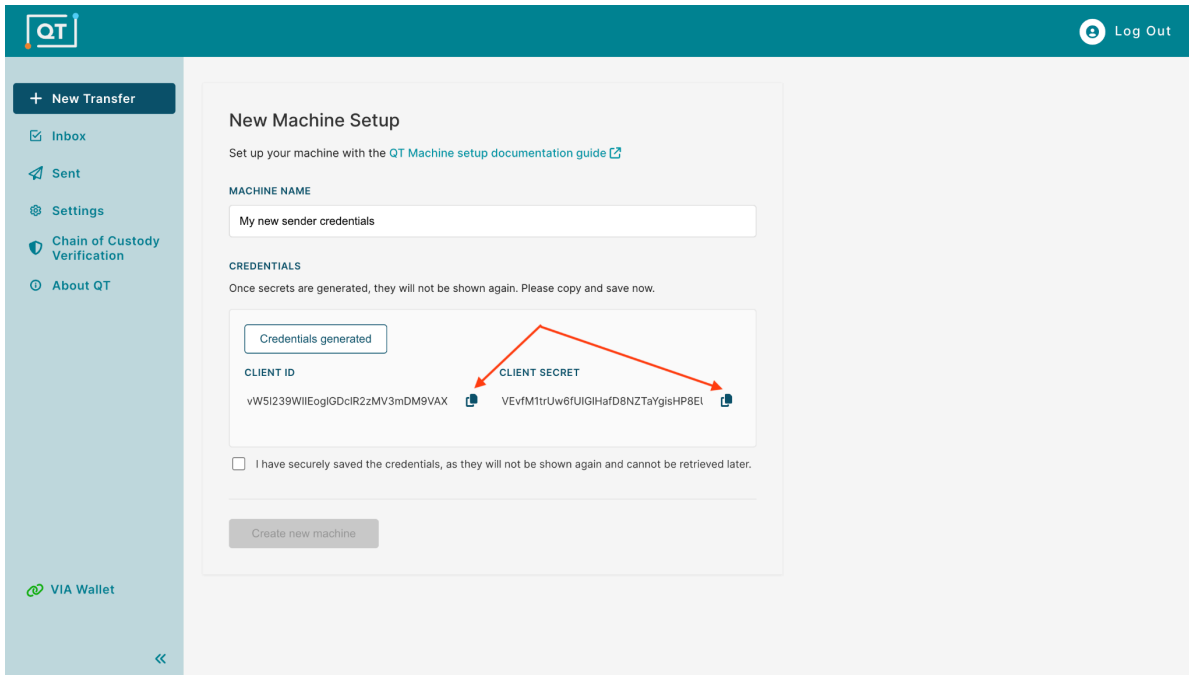 QT
Log Out
New Transfer
Inbox
Sent
Settings
Chain of Custody
Verification
About QT
VIA Wallet
New Machine Setup
Set up your machine with the QT Machine setup documentation guide
MACHINE NAME
My new sender credentials
CREDENTIALS
Once secrets are generated, they will not be shown again. Please copy and save now.
Credentials generated
CLIENT ID
CLIENT SECRET
I have securely saved the credentials, as they will not be shown again and cannot be retrieved later.
Create new machine